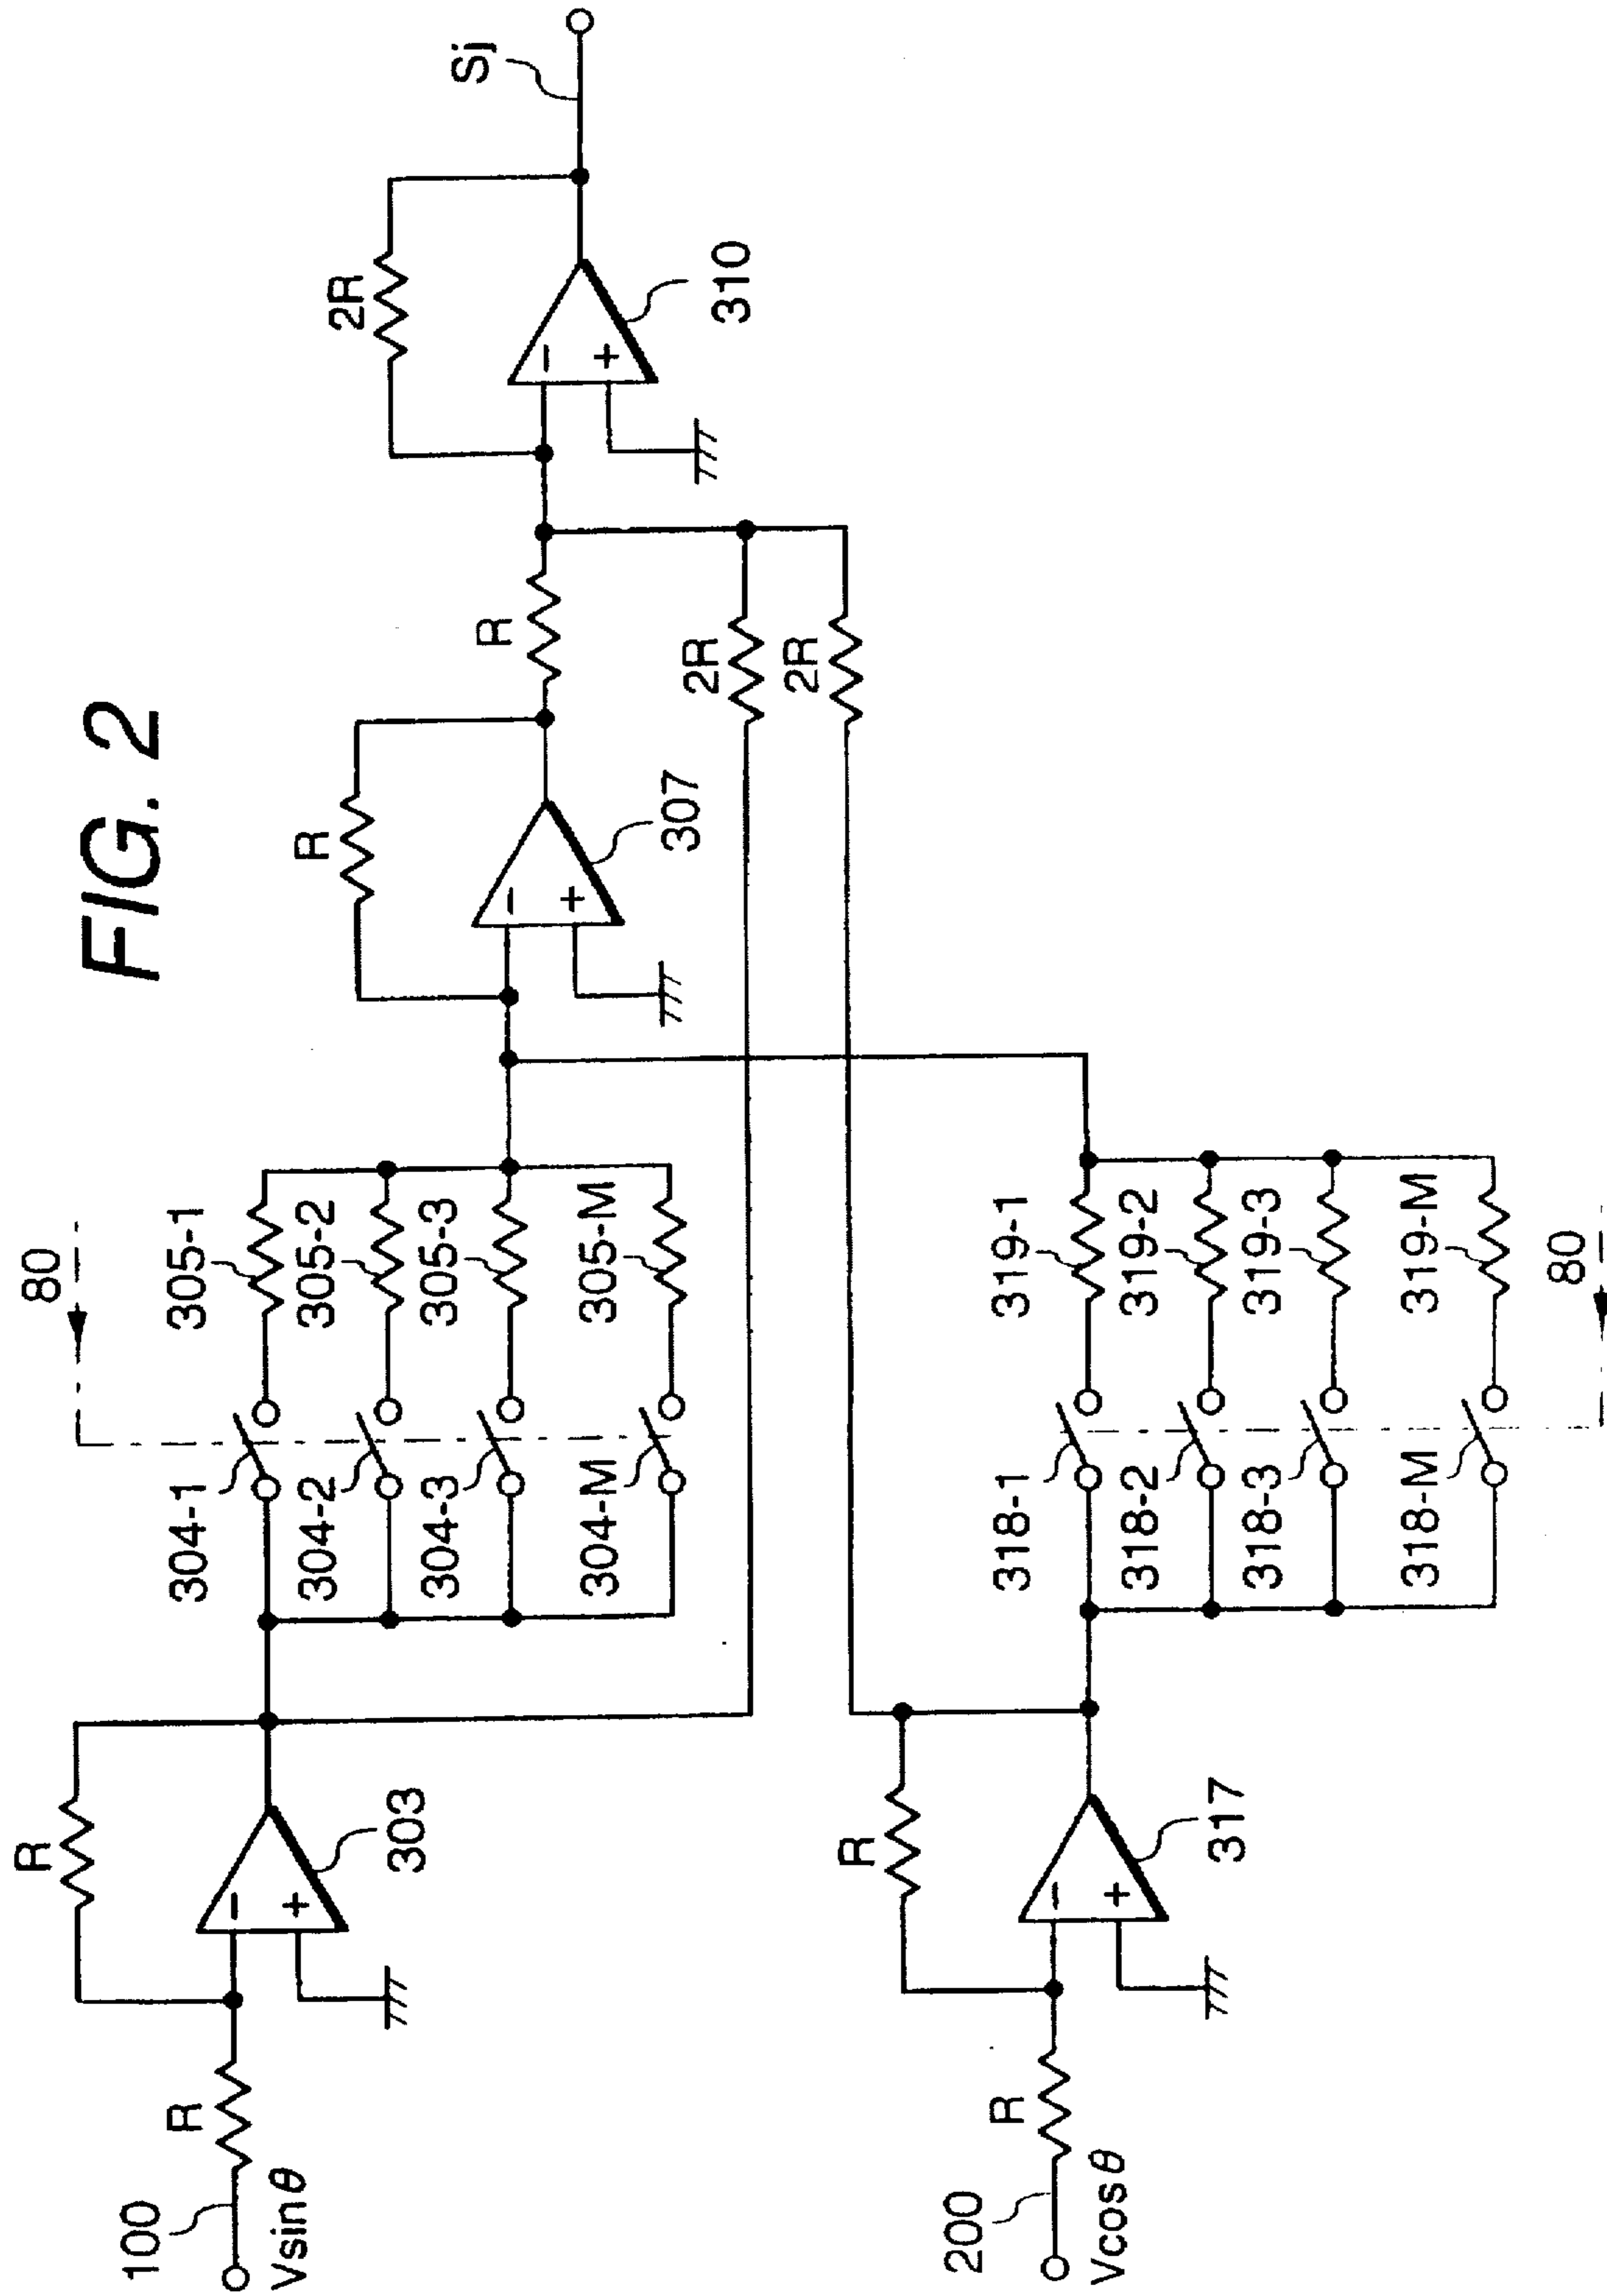 FIG. 2
80
R
303
R
100
Vsinθ
304-1
304-2
304-3
304-M
305-1
305-2
305-3
305-M
R
307
R
2R
2R
2R
310
Sj
R
317
R
200
Vcosθ
318-1
318-2
318-3
318-M
319-1
319-2
319-3
319-M
80
- 
+
-
+
-
+
-
+